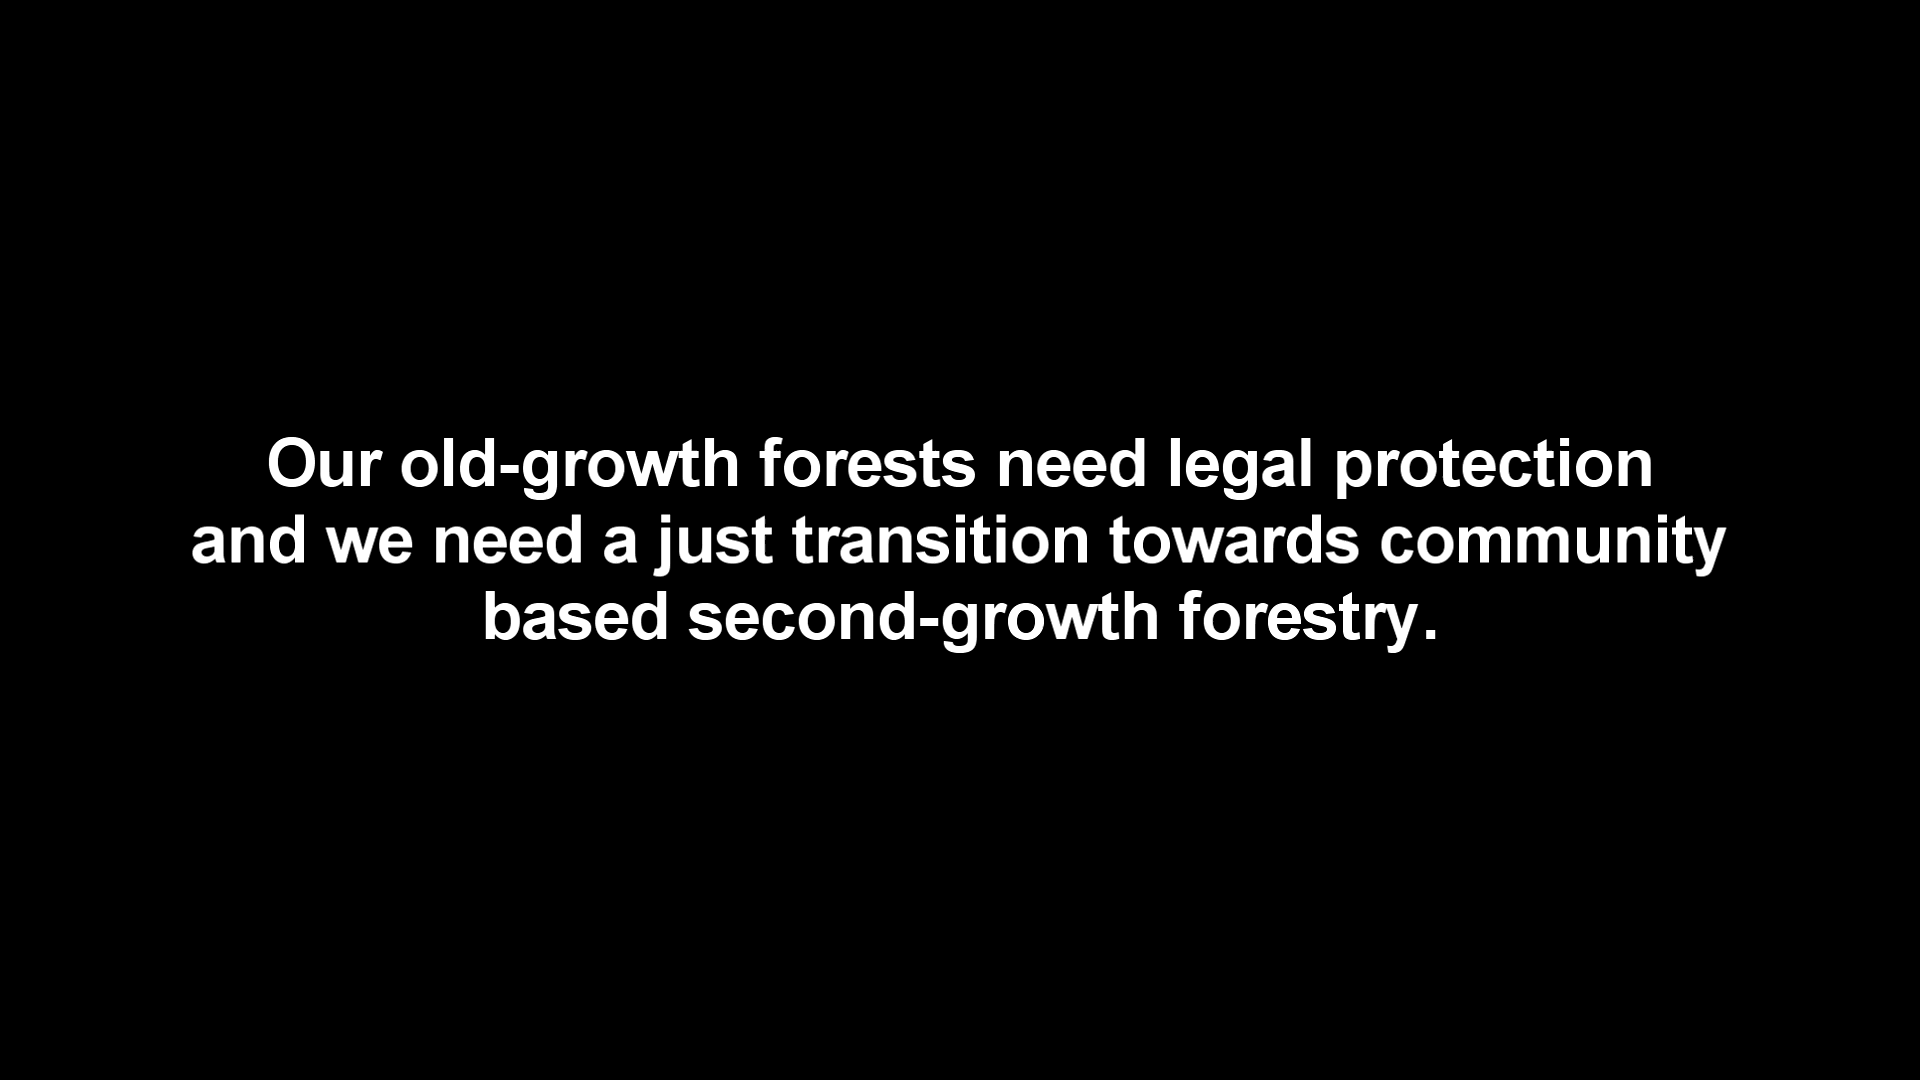 Our old-growth forests need legal protection
and we need a just transition towards community
based second-growth forestry.